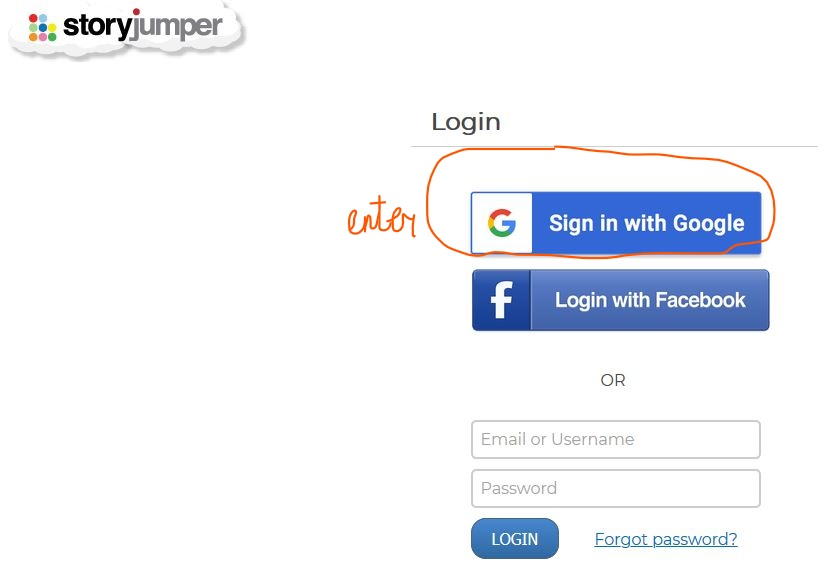 storyjumper
Login
enter
Sign in with Google
Login with Facebook
OR
Email or Username
Password
LOGIN Forgot password?